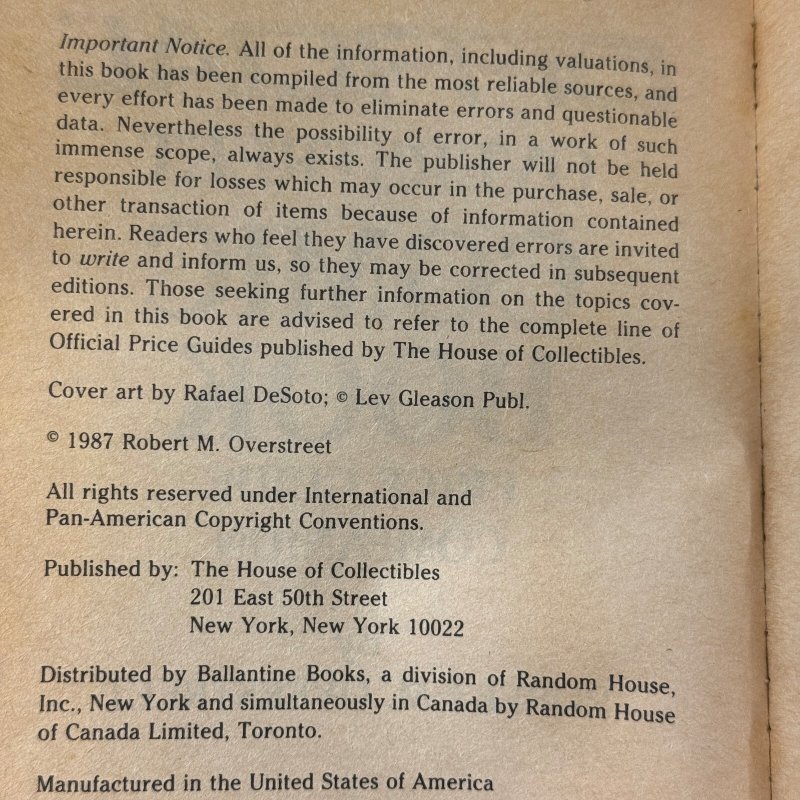 Important Notice. All of the information, including valuations, in
this book has been compiled from the most reliable sources, and
every effort has been made to eliminate errors and questionable
data. Nevertheless the possibility of error, in a work of such
immense scope, always exists. The publisher will not be held
responsible for losses which may occur in the purchase, sale, or
other transaction of items because of information contained
herein. Readers who feel they have discovered errors are invited
to write and inform us, so they may be corrected in subsequent
editions. Those seeking further information on the topics cov-
ered in this book are advised to refer to the complete line of
Official Price Guides published by The House of Collectibles.
Cover art by Rafael DeSoto; © Lev Gleason Publ.
© 1987 Robert M. Overstreet
All rights reserved under International and
Pan-American Copyright Conventions.
Published by: The House of Collectibles
201 East 50th Street
New York, New York 10022
Distributed by Ballantine Books, a division of Random House,
Inc., New York and simultaneously in Canada by Random House
of Canada Limited, Toronto.
Manufactured in the United States of America